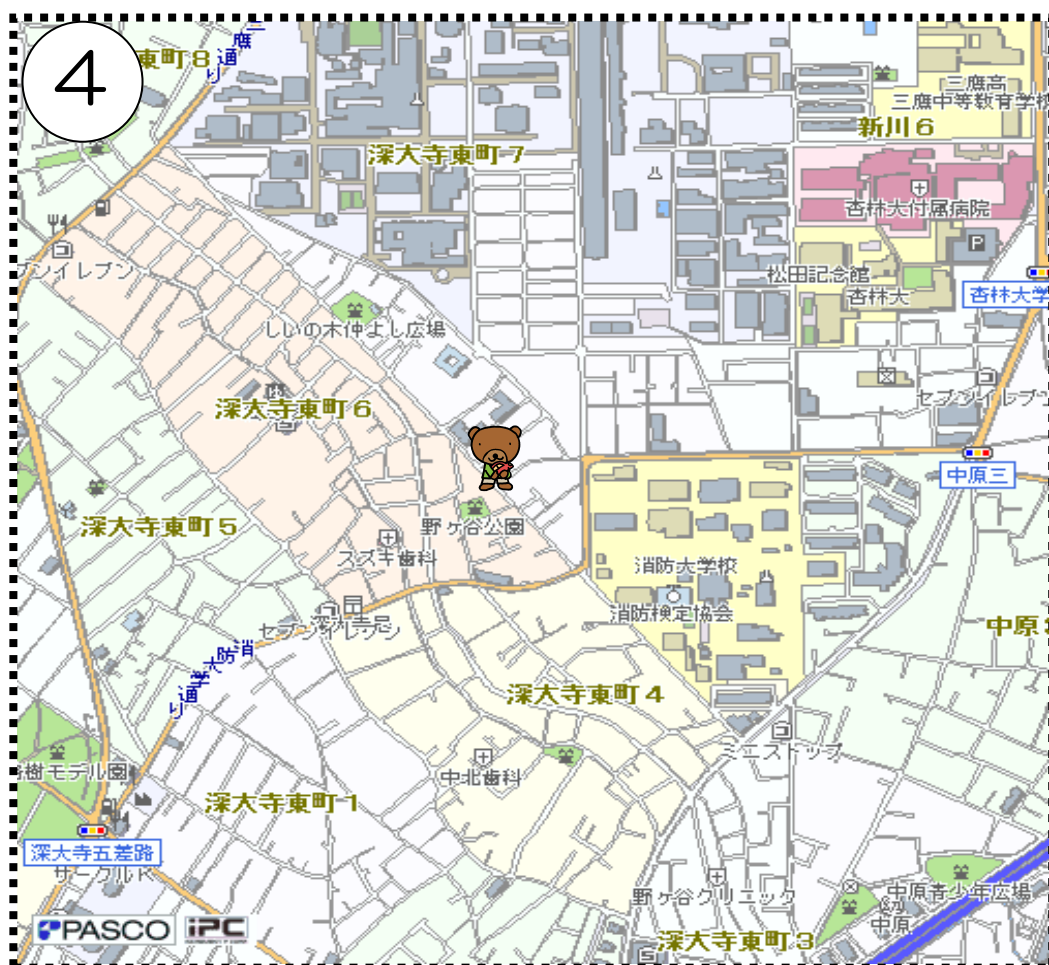 4
東町8
三鷹通り
深大寺東町7
三鷹高
三鷹中等教育学校
新川6
杏林大付属病院
P
松田記念館
杏林大
杏林大学
ブンイレブン
しいの木仲よし広場
深大寺東町6
セブンイレブン
中原三
深大寺東町5
野ヶ谷公園
スズキ歯科
消防大学校
消防検定協会
セブンイレブン
中原3
消防大学通り
深大寺東町4
ミニストップ
樹モデル園
中北歯科
深大寺東町1
深大寺五差路
サークルK
野ヶ谷クリニック
中原青少年広場
中原
深大寺東町3
PASCO iPC